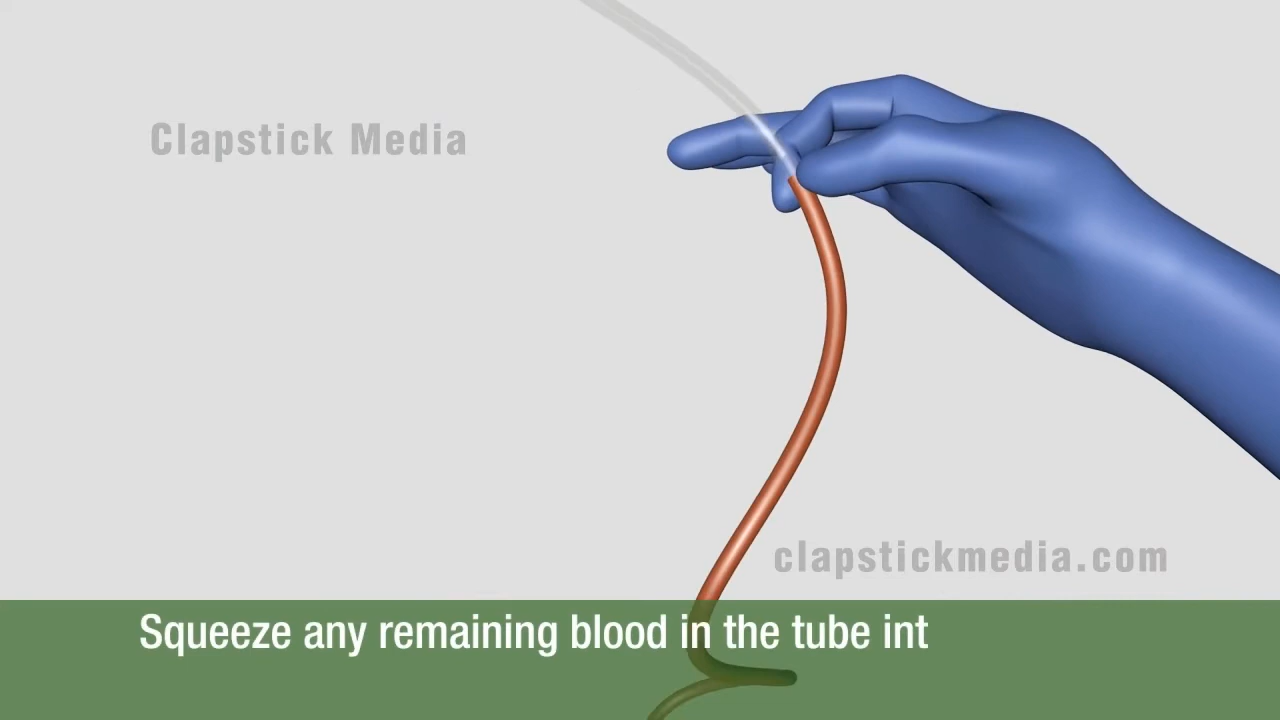 Clapstick Media
clapstickmedia.com
Squeeze any remaining blood in the tube int